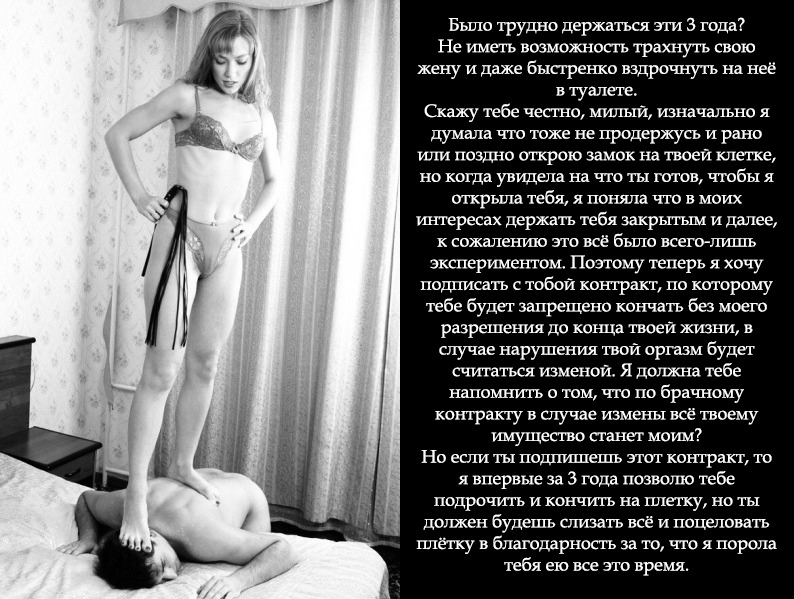 Было трудно держаться эти 3 года?
Не иметь возможность трахнуть свою
жену и даже быстренко вздрочнуть на неё
в туалете.
Скажу тебе честно, милый, изначально я
думала что тоже не продержусь и рано
или поздно открою замок на твоей клетке,
но когда увидела на что ты готов, чтобы я
открыла тебя, я поняла что в моих
интересах держать тебя закрытым и далее,
к сожалению это всё было всего-лишь
экспериментом. Поэтому теперь я хочу
подписать с тобой контракт, по которому
тебе будет запрещено кончать без моего
разрешения до конца твоей жизни, в
случае нарушения твой оргазм будет
считаться изменой. Я должна тебе
напомнить о том, что по брачному
контракту в случае измены всё твоему
имущество станет моим?
Но если ты подпишешь этот контракт, то
я впервые за 3 года позволю тебе
подрочить и кончить на плетку, но ты
должен будешь слизать всё и поцеловать
плётку в благодарность за то, что я порола
тебя ею все это время.